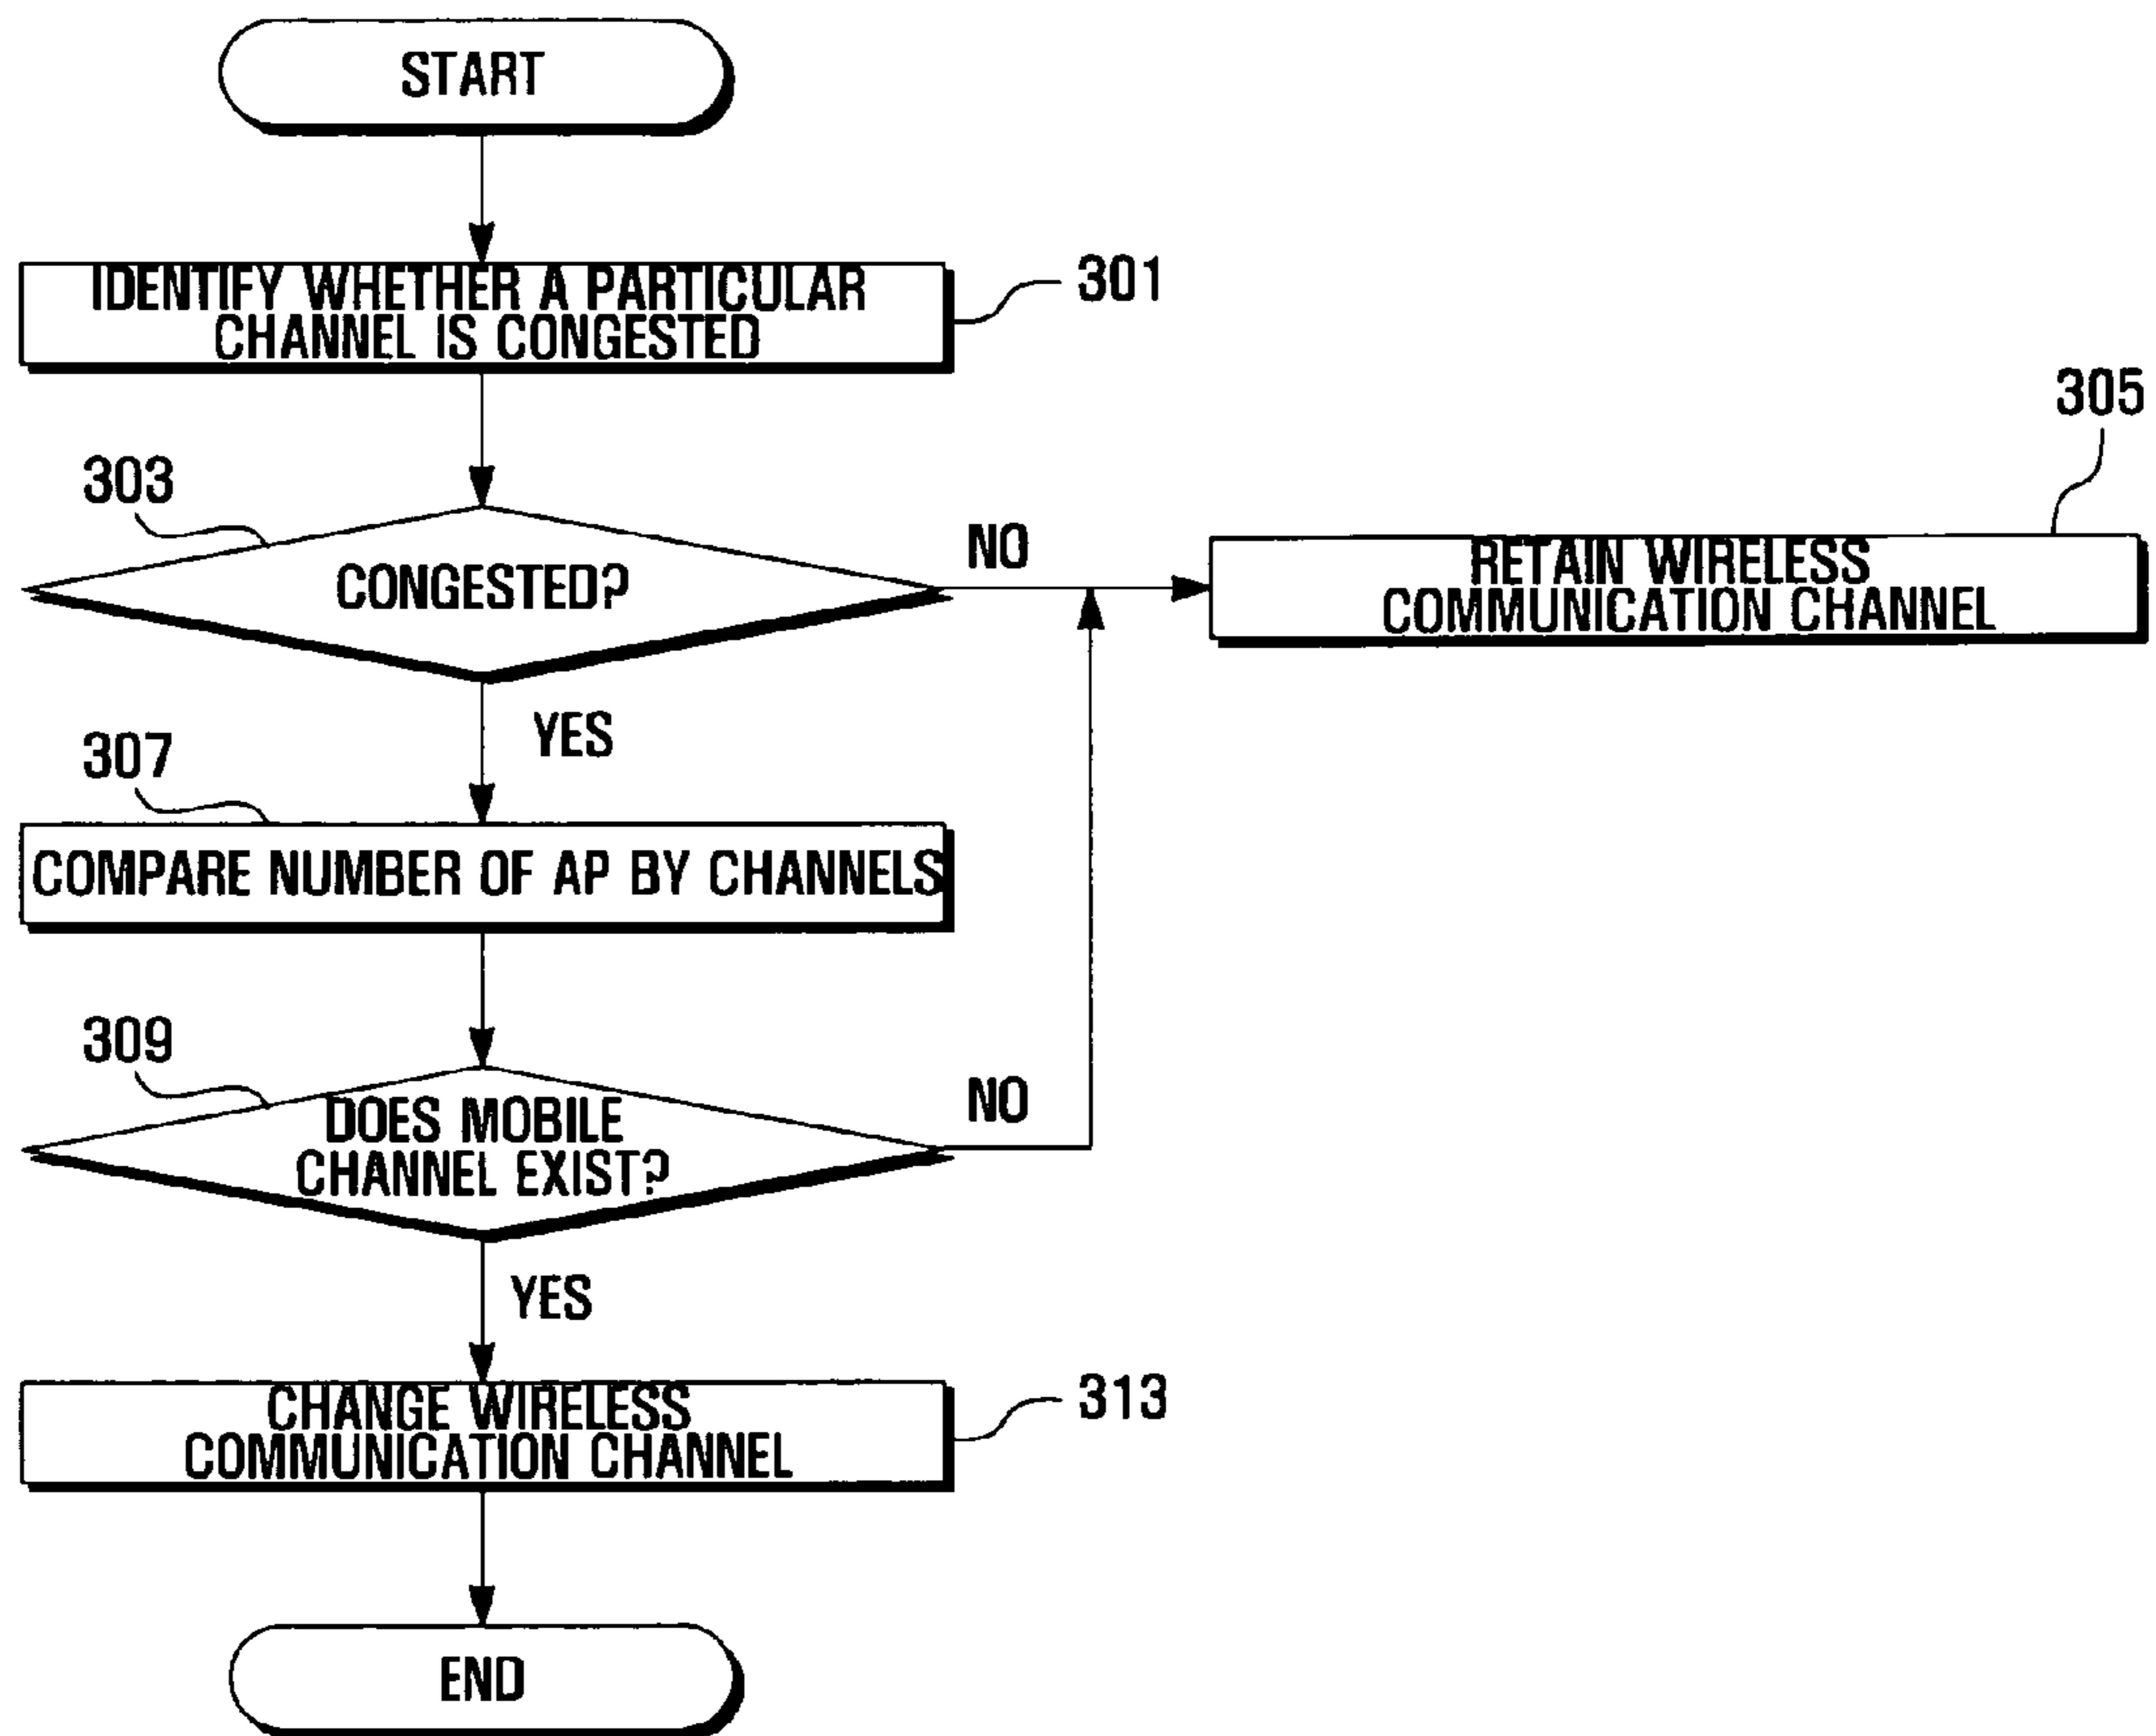 START
IDENTIFY WHETHER A PARTICULAR
CHANNEL IS CONGESTED
301
305
303
CONGESTED?
NO
RETAIN WIRELESS
COMMUNICATION CHANNEL
YES
307
COMPARE NUMBER OF AP BY CHANNELS
309
DOES MOBILE
CHANNEL EXIST?
NO
YES
CHANGE WIRELESS
COMMUNICATION CHANNEL
313
END